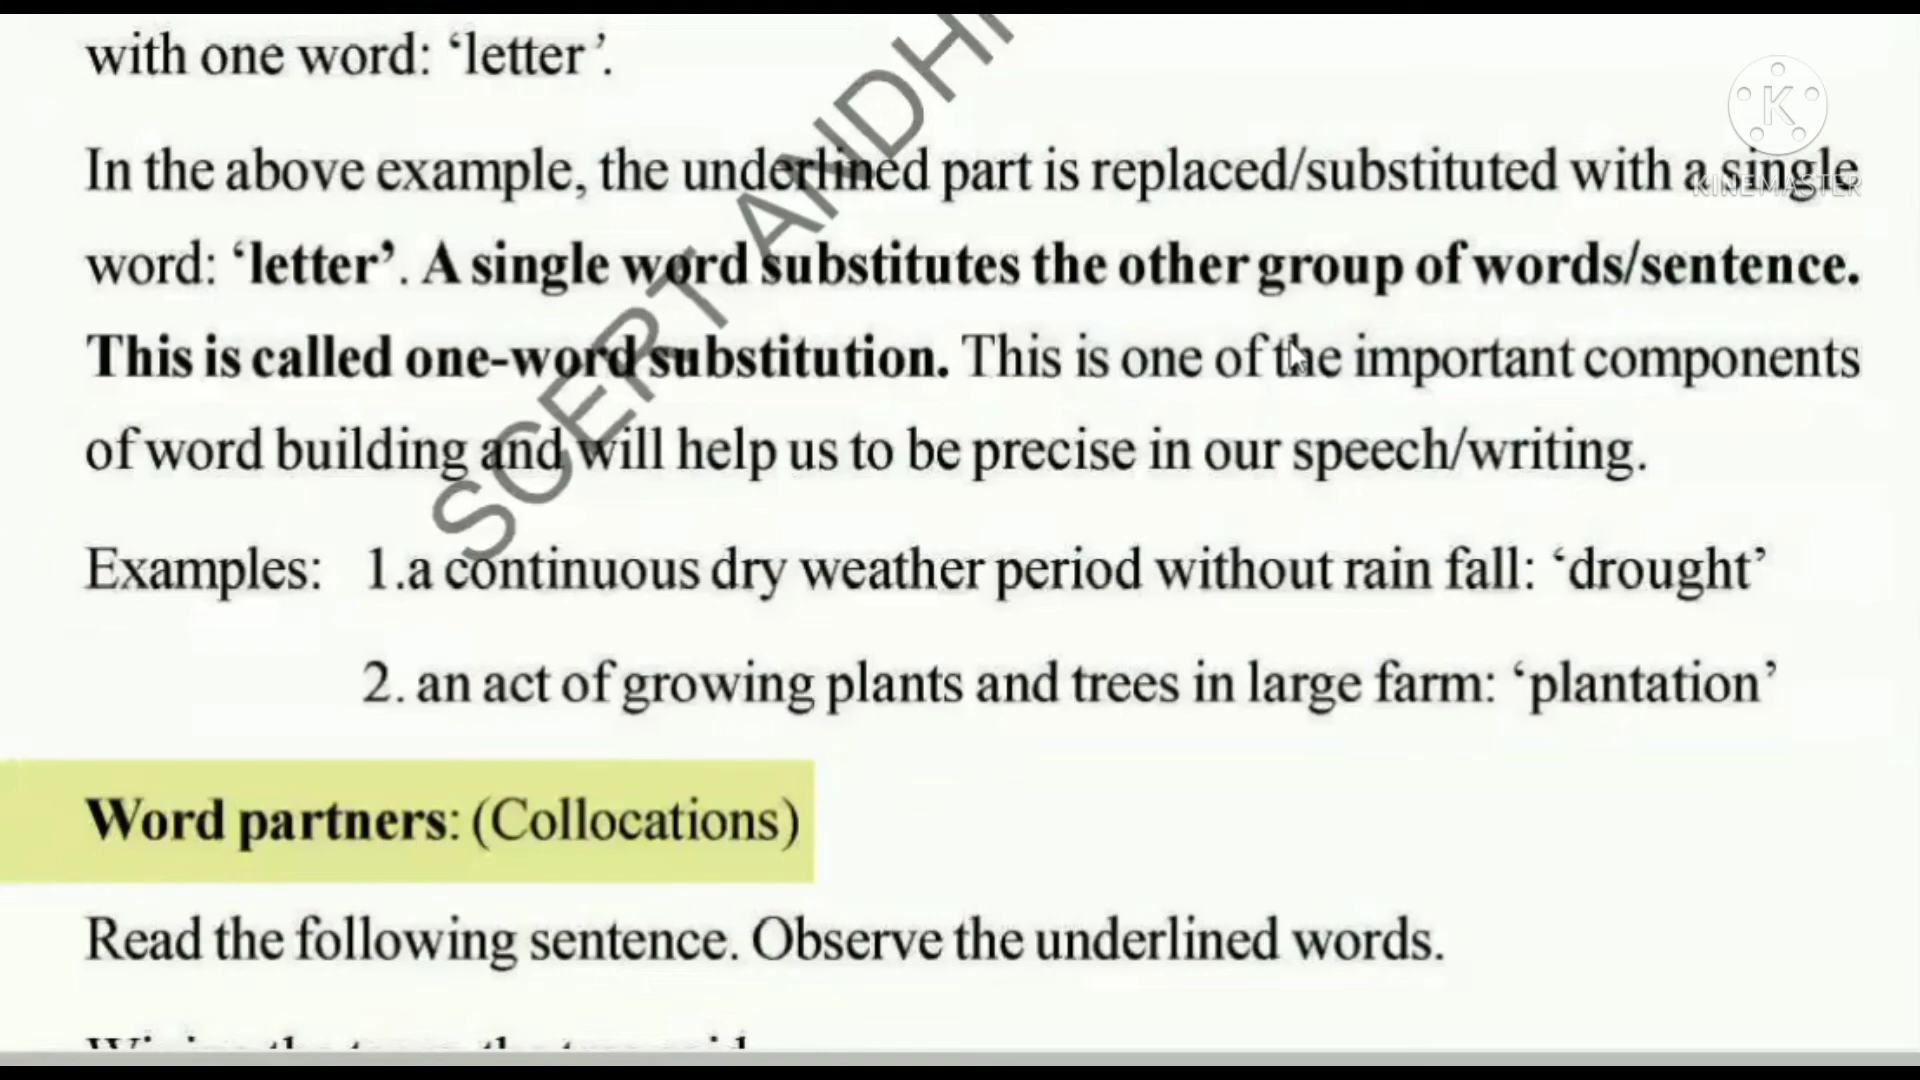 with one word: ‘letter’.
In the above example, the underlined part is replaced/substituted with a single
word: ‘letter’. A single word substitutes the other group of words/sentence.
This is called one-word substitution. This is one of the important components
of word building and will help us to be precise in our speech/writing.
Examples: 1.a continuous dry weather period without rain fall: ‘drought’
2. an act of growing plants and trees in large farm: ‘plantation’
Word partners: (Collocations)
Read the following sentence. Observe the underlined words.
SCERT ANDH
K
KINEMASTER